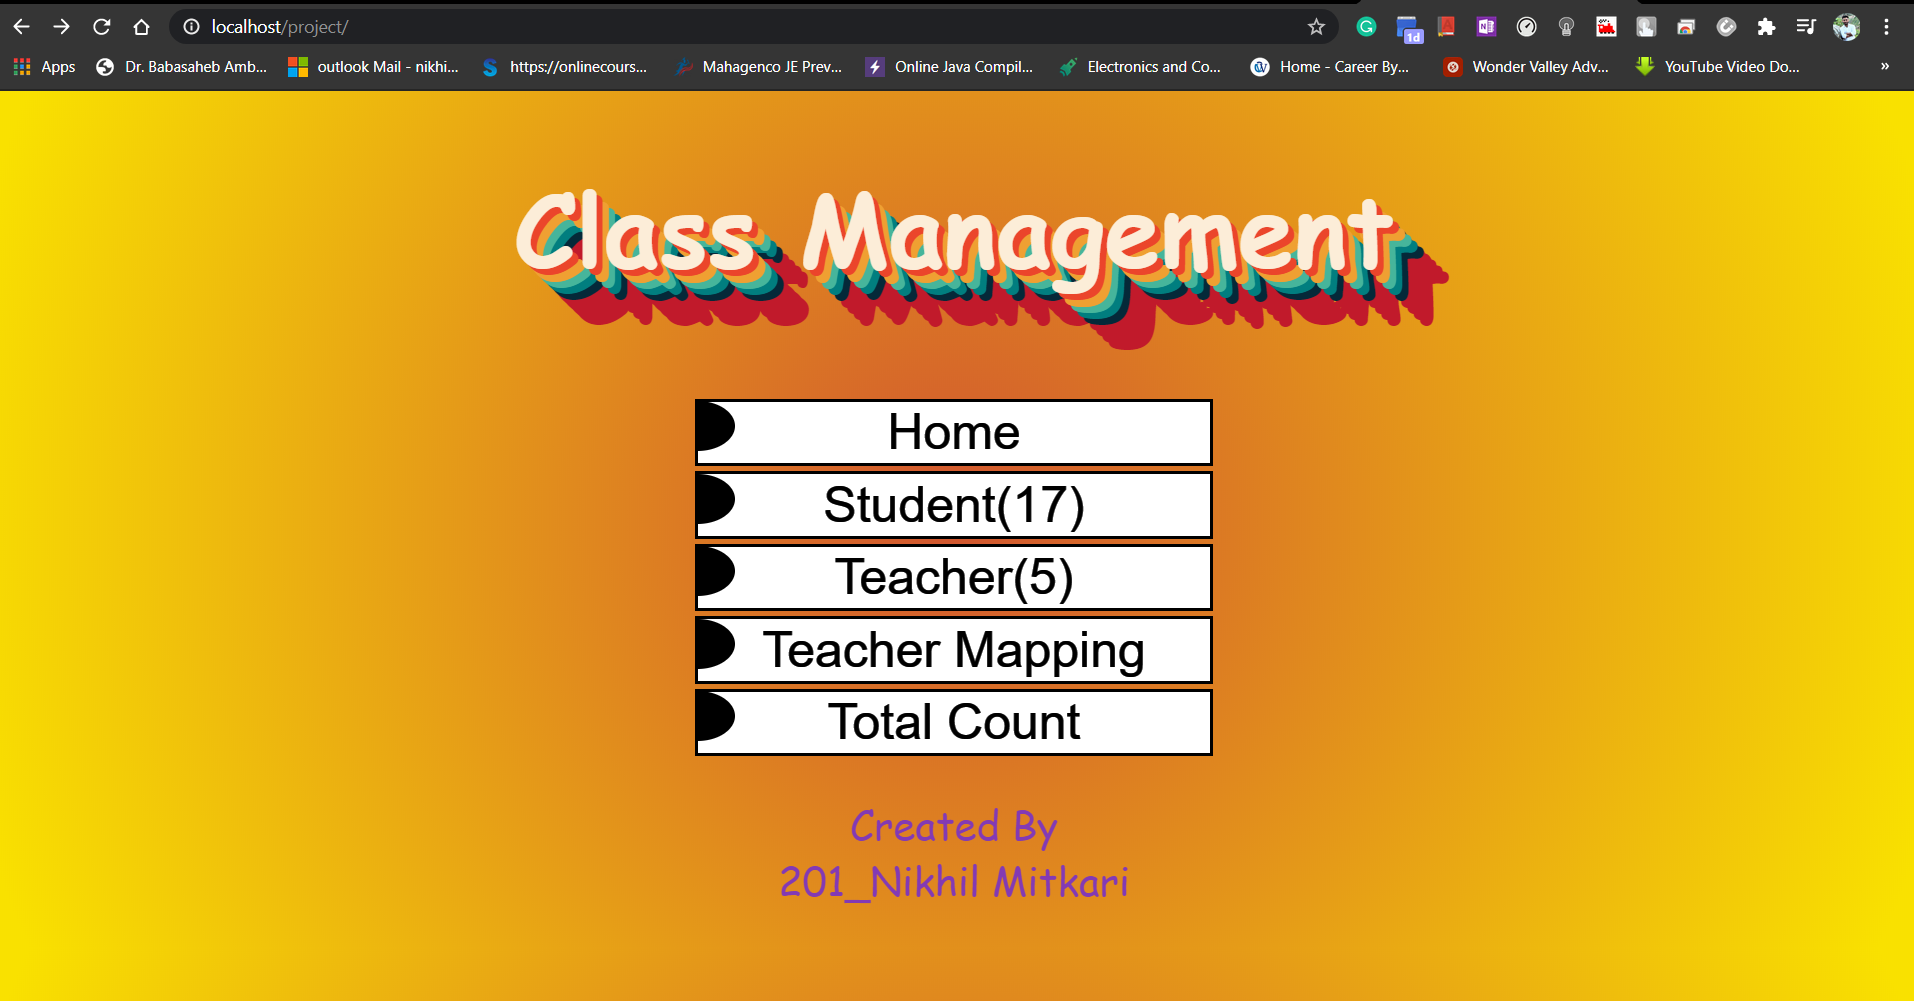 localhost/project/
1d
Apps
Dr. Babasaheb Amb...
outlook Mail - nikhi...
https://onlinecours...
Mahagenco JE Prev...
Online Java Compil...
Electronics and Co...
Home - Career By...
Wonder Valley Adv...
YouTube Video Do...
»
Class Management
Home
Student(17)
Teacher(5)
Teacher Mapping
Total Count
Created By
201_Nikhil Mitkari